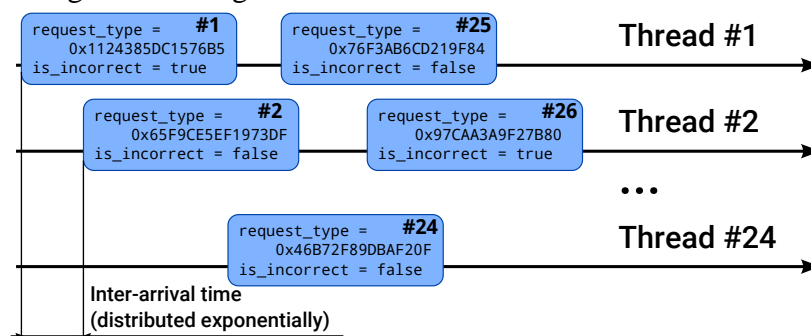 request_type = #1
0x1124385DC1576B5
is_incorrect = true
request_type = #25
0x76F3AB6CD219F84
is_incorrect = false
Thread #1
request_type = #2
0x65F9CE5EF1973DF
is_incorrect = false
request_type = #26
0x97CAA3A9F27B80
is_incorrect = true
Thread #2
...
request_type = #24
0x46B72F89DBAF20F
is_incorrect = false
Thread #24
Inter-arrival time
(distributed exponentially)